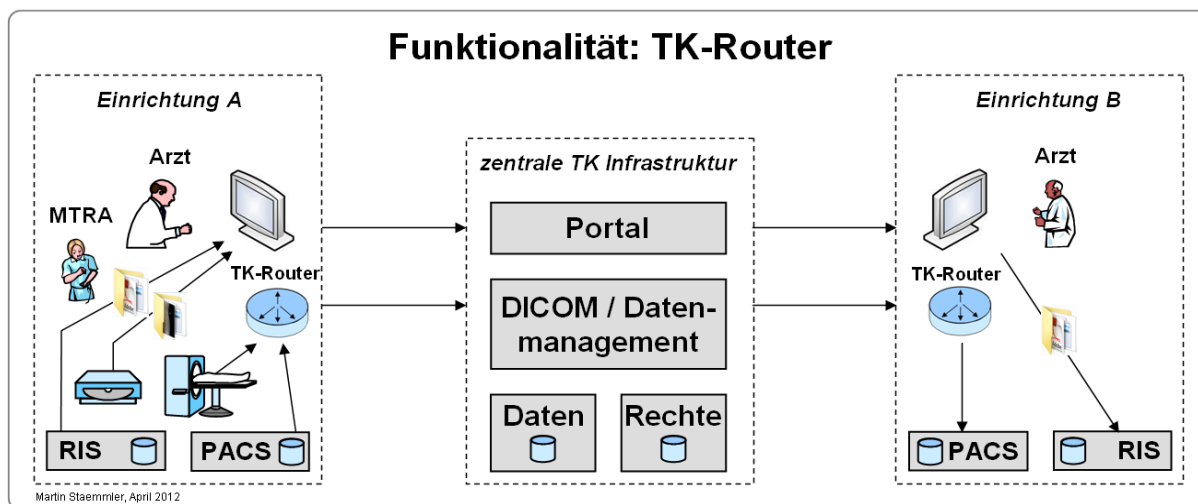 Funktionalität: TK-Router
Einrichtung A
Arzt
MTRA
TK-Router
RIS
PACS
zentrale TK Infrastruktur
Portal
DICOM / Daten-
management
Daten
Rechte
Einrichtung B
Arzt
TK-Router
PACS
RIS
Martin Staemmler, April 2012